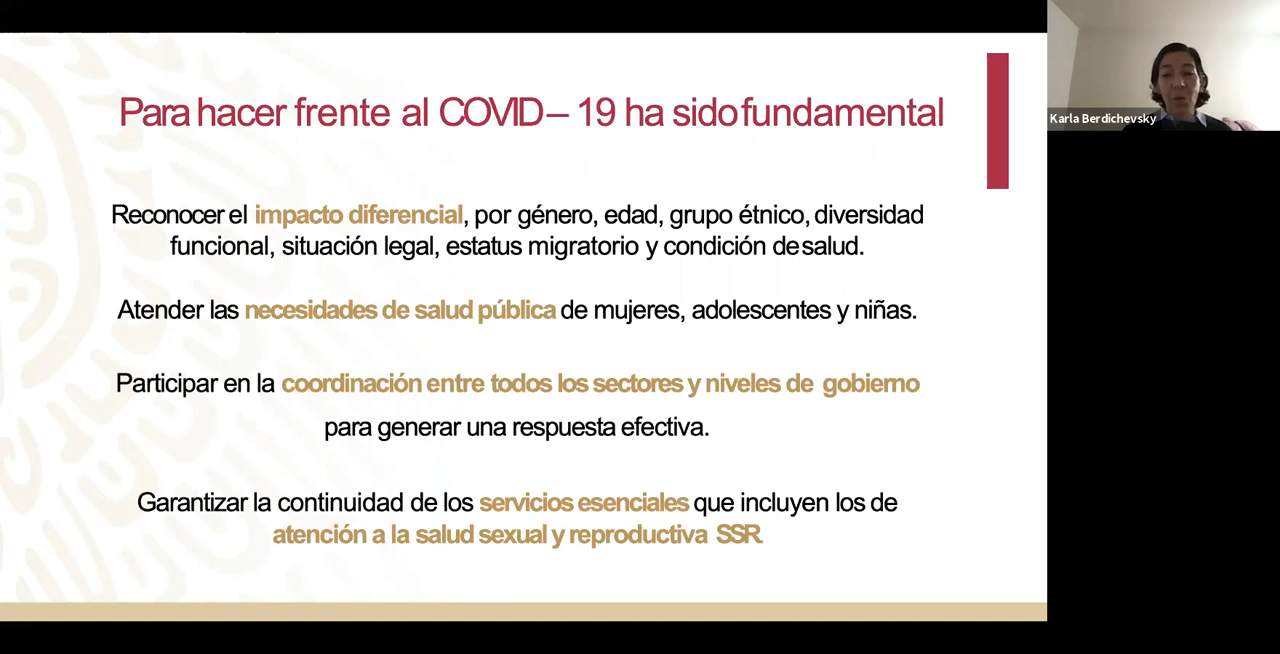 Para hacer frente al COVID – 19 ha sido fundamental
Reconocer el impacto diferencial, por género, edad, grupo étnico, diversidad
funcional, situación legal, estatus migratorio y condición de salud.
Atender las necesidades de salud pública de mujeres, adolescentes y niñas.
Participar en la coordinación entre todos los sectores y niveles de gobierno
para generar una respuesta efectiva.
Garantizar la continuidad de los servicios esenciales que incluyen los de
atención a la salud sexual y reproductiva SSR.
Karla Berdichevsky